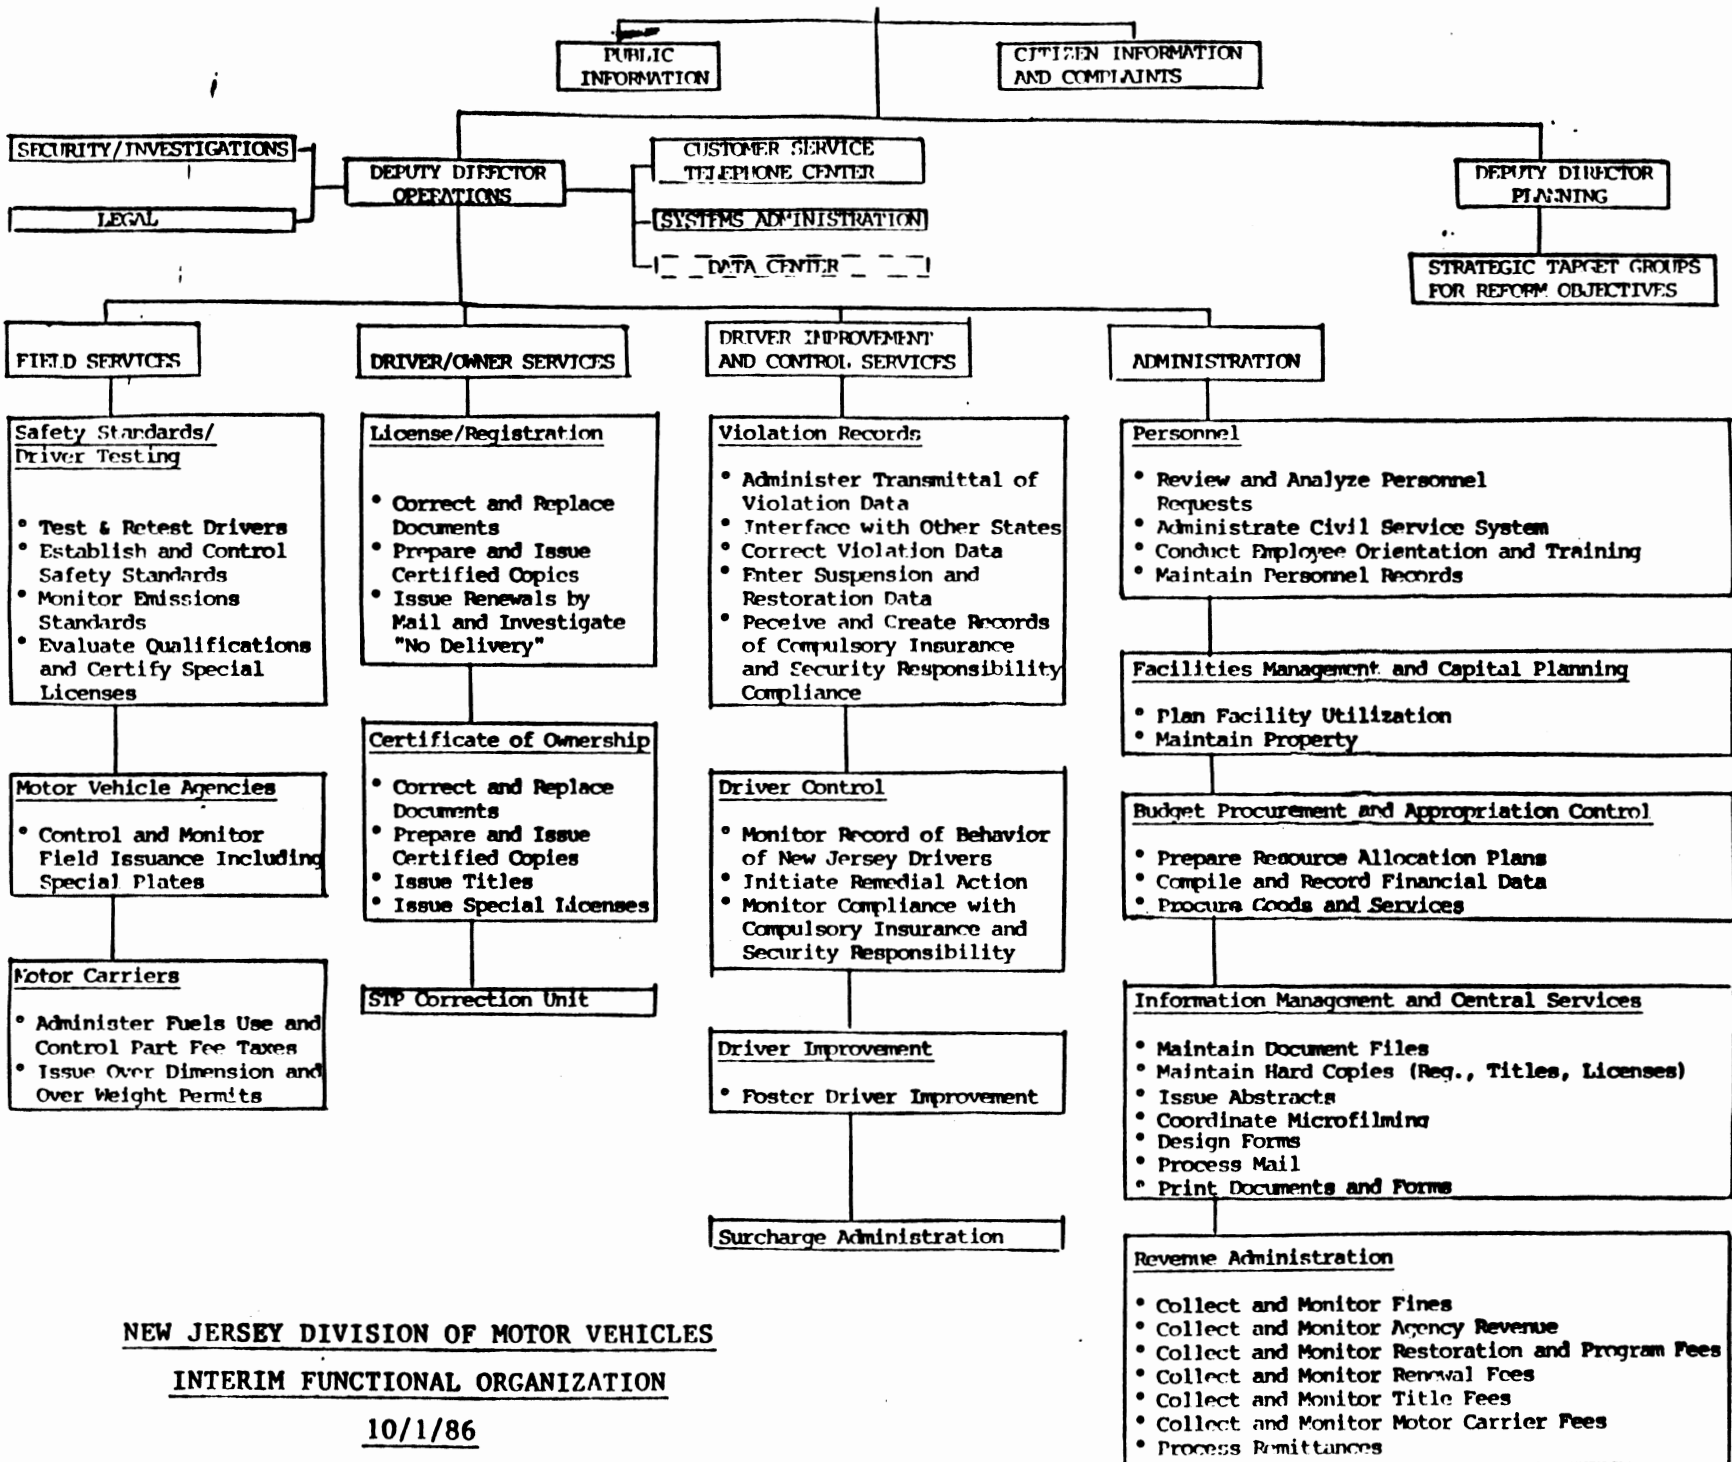 PUBLIC
INFORMATION
CITIZEN INFORMATION
AND COMPLAINTS
SECURITY/INVESTIGATIONS
LEGAL
DEPUTY DIRECTOR
OPERATIONS
CUSTOMER SERVICE
TELEPHONE CENTER
SYSTEMS ADMINISTRATION
DATA CENTER
DEPUTY DIRECTOR
PLANNING
STRATEGIC TARGET GROUPS
FOR REFORM OBJECTIVES
FIELD SERVICES
Safety Standards/
Driver Testing
• Test & Retest Drivers
• Establish and Control
Safety Standards
• Monitor Emissions
Standards
• Evaluate Qualifications
and Certify Special
Licenses
Motor Vehicle Agencies
• Control and Monitor
Field Issuance Including
Special Plates
Motor Carriers
• Administer Fuels Use and
Control Part Fee Taxes
• Issue Over Dimension and
Over Weight Permits
DRIVER/OWNER SERVICES
License/Registration
• Correct and Replace
Documents
• Prepare and Issue
Certified Copies
• Issue Renewals by
Mail and Investigate
"No Delivery"
Certificate of Ownership
• Correct and Replace
Documents
• Prepare and Issue
Certified Copies
• Issue Titles
• Issue Special Licenses
STP Correction Unit
DRIVER IMPROVEMENT
AND CONTROL SERVICES
Violation Records
• Administer Transmittal of
Violation Data
• Interface with Other States
• Correct Violation Data
• Enter Suspension and
Restoration Data
• Receive and Create Records
of Compulsory Insurance
and Security Responsibility
Compliance
Driver Control
• Monitor Record of Behavior
of New Jersey Drivers
• Initiate Remedial Action
• Monitor Compliance with
Compulsory Insurance and
Security Responsibility
Driver Improvement
• Foster Driver Improvement
Surcharge Administration
ADMINISTRATION
Personnel
• Review and Analyze Personnel
Requests
• Administrate Civil Service System
• Conduct Employee Orientation and Training
• Maintain Personnel Records
Facilities Management and Capital Planning
• Plan Facility Utilization
• Maintain Property
Budget Procurement and Appropriation Control
• Prepare Resource Allocation Plans
• Compile and Record Financial Data
• Procure Goods and Services
Information Management and Central Services
• Maintain Document Files
• Maintain Hard Copies (Reg., Titles, Licenses)
• Issue Abstracts
• Coordinate Microfilming
• Design Forms
• Process Mail
• Print Documents and Forms
Revenue Administration
• Collect and Monitor Fines
• Collect and Monitor Agency Revenue
• Collect and Monitor Restoration and Program Fees
• Collect and Monitor Renewal Fees
• Collect and Monitor Title Fees
• Collect and Monitor Motor Carrier Fees
• Process Remittances
NEW JERSEY DIVISION OF MOTOR VEHICLES
INTERIM FUNCTIONAL ORGANIZATION
10/1/86